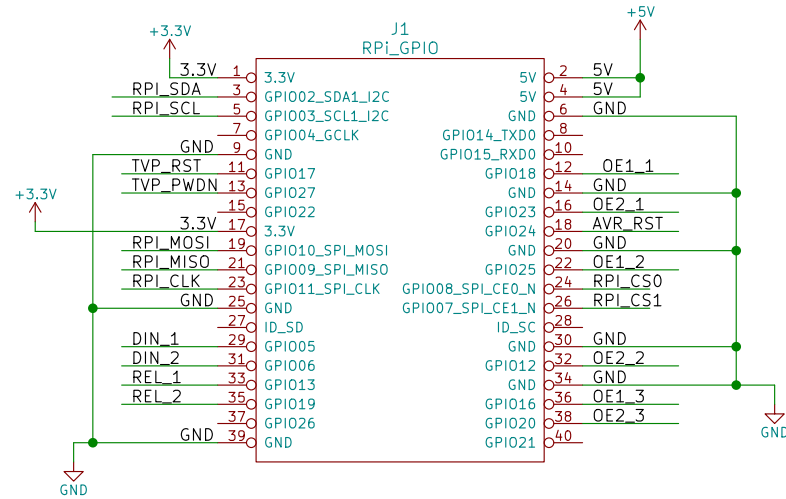 +5V
J1
RPi_GPIO
+3.3V
3.3V 1 3.3V 5V 2 5V
RPI_SDA 3 GPIO02_SDA1_I2C 5V 4 5V
RPI_SCL 5 GPIO03_SCL1_I2C GND 6 GND
7 GPIO04_GCLK GPIO14_TXD0 8
GND 9 GND GPIO15_RXD0 10
TVP_RST 11 GPIO17 GPIO18 12 OE1_1
TVP_PWDN 13 GPIO27 GND 14 GND
+3.3V
15 GPIO22 GPIO23 16 OE2_1
3.3V 17 3.3V GPIO24 18 AVR_RST
RPI_MOSI 19 GPIO10_SPI_MOSI GND 20 GND
RPI_MISO 21 GPIO09_SPI_MISO GPIO25 22 OE1_2
RPI_CLK 23 GPIO11_SPI_CLK GPIO08_SPI_CE0_N 24 RPI_CS0
GND 25 GND GPIO07_SPI_CE1_N 26 RPI_CS1
27 ID_SD ID_SC 28
DIN_1 29 GPIO05 GND 30 GND
DIN_2 31 GPIO06 GPIO12 32 OE2_2
REL_1 33 GPIO13 GND 34 GND
REL_2 35 GPIO19 GPIO16 36 OE1_3
37 GPIO26 GPIO20 38 OE2_3
GND 39 GND GPIO21 40
GND
GND